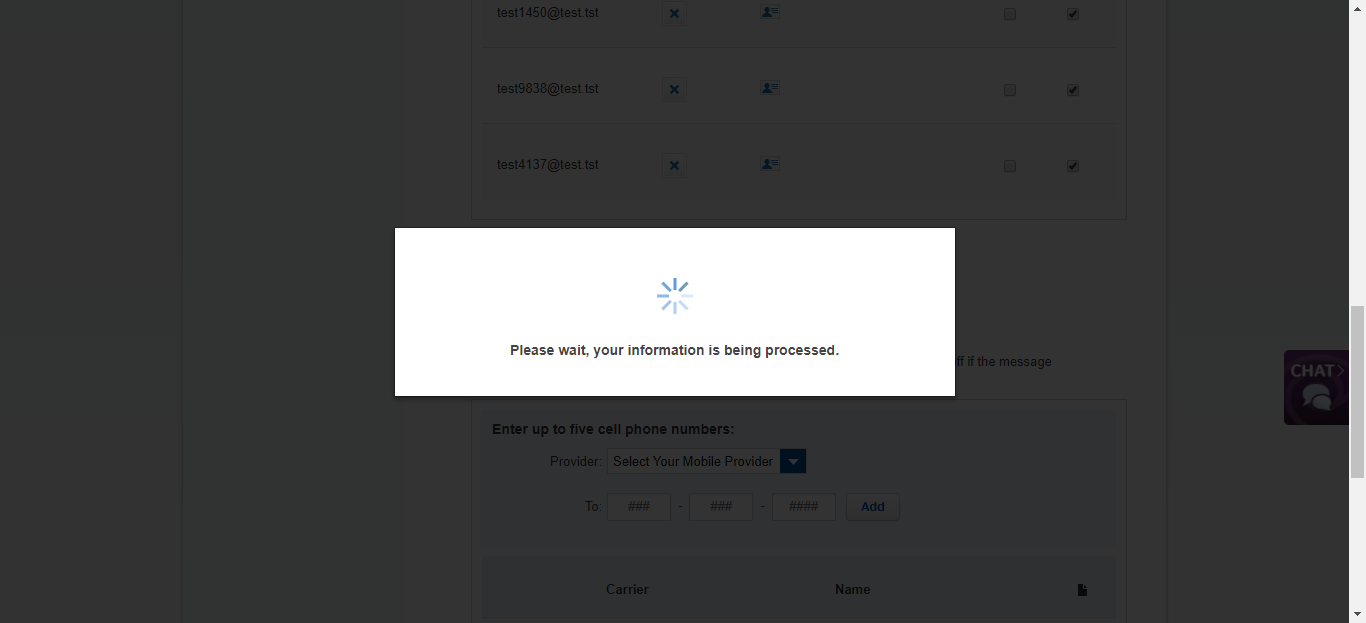 test1450@test.tst
test9838@test.tst
test4137@test.tst
Please wait, your information is being processed.
ff if the message
CHAT
Enter up to five cell phone numbers:
Provider: Select Your Mobile Provider
To: ### - ### - #### Add
Carrier Name